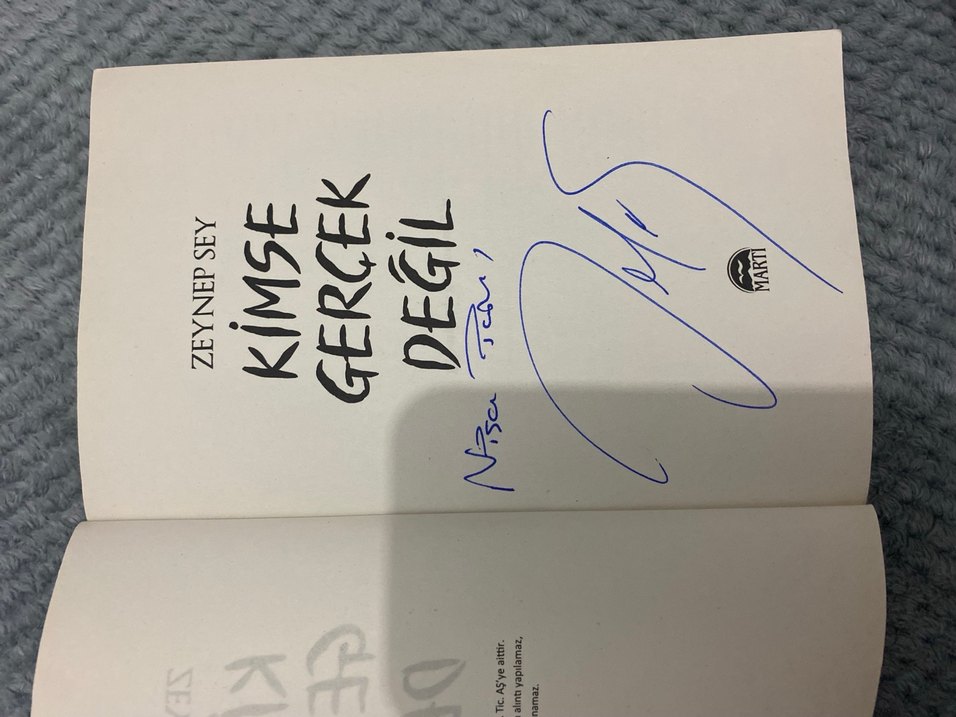 ZEYNEP SEY
KİMSE
GERÇEK
DEĞİL
Nisa
MARTI
Tic. AŞ'ye aittir.
alıntı yapılamaz,